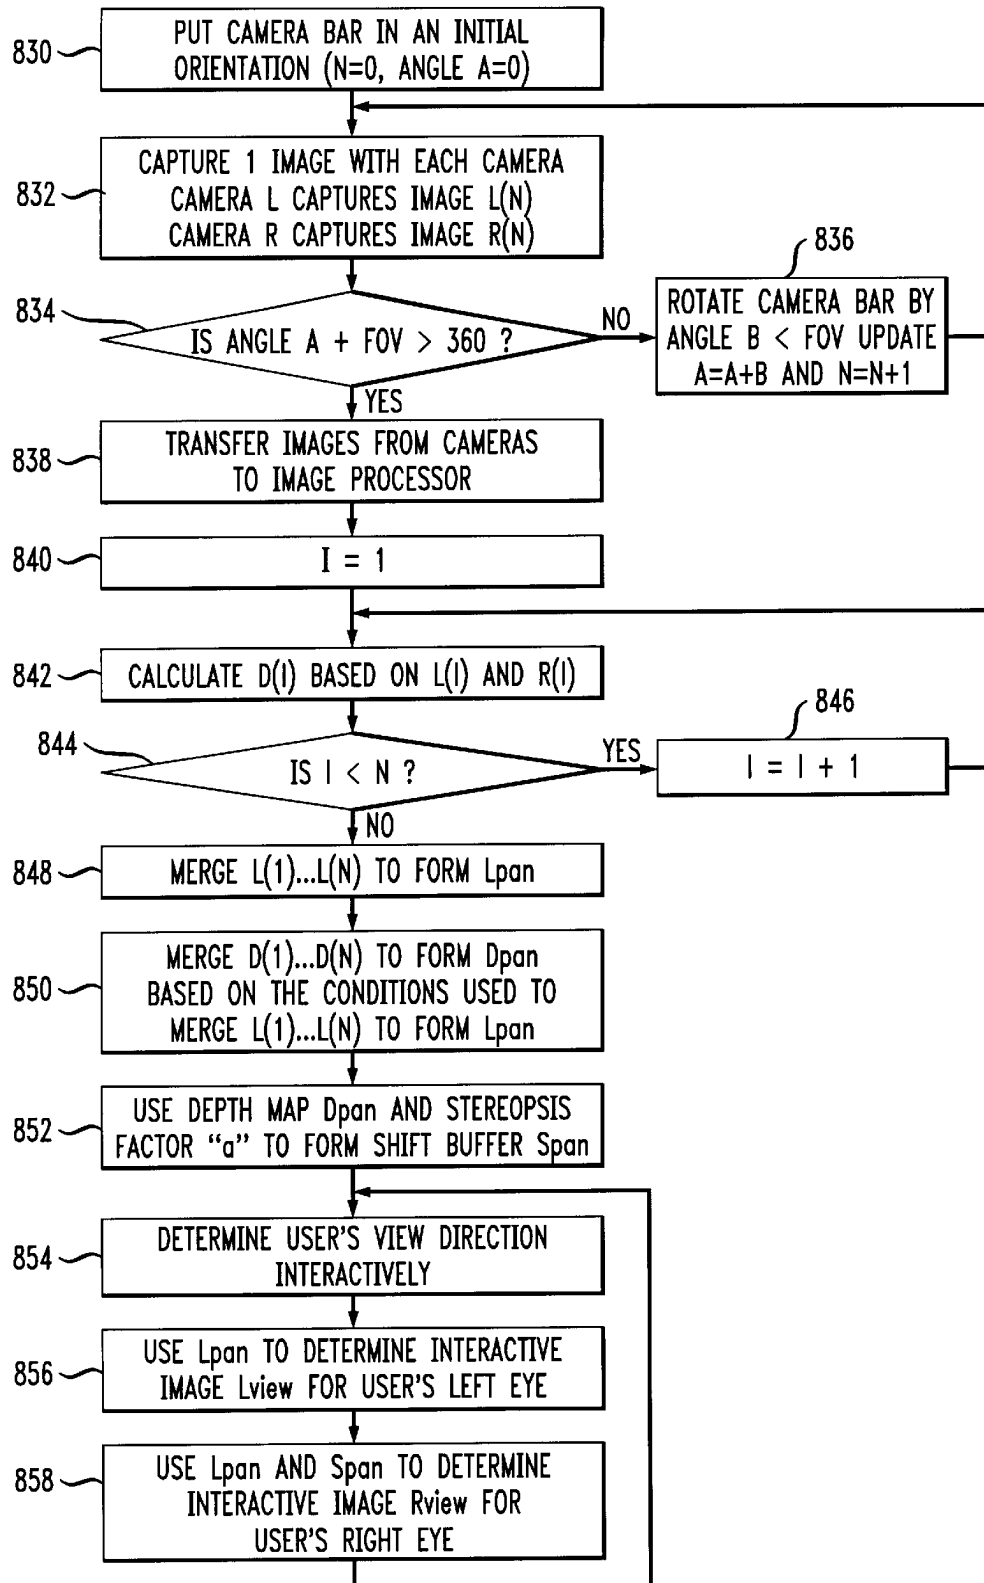 830
PUT CAMERA BAR IN AN INITIAL
ORIENTATION (N=0, ANGLE A=0)
832
CAPTURE 1 IMAGE WITH EACH CAMERA
CAMERA L CAPTURES IMAGE L(N)
CAMERA R CAPTURES IMAGE R(N)
834
IS ANGLE A + FOV > 360 ?
NO
836
ROTATE CAMERA BAR BY
ANGLE B < FOV UPDATE
A=A+B AND N=N+1
YES
838
TRANSFER IMAGES FROM CAMERAS
TO IMAGE PROCESSOR
840
I = 1
842
CALCULATE D(I) BASED ON L(I) AND R(I)
844
IS I < N ?
YES
846
I = I + 1
NO
848
MERGE L(1)...L(N) TO FORM Lpan
850
MERGE D(1)...D(N) TO FORM Dpan
BASED ON THE CONDITIONS USED TO
MERGE L(1)...L(N) TO FORM Lpan
852
USE DEPTH MAP Dpan AND STEREOPSIS
FACTOR “a” TO FORM SHIFT BUFFER Span
854
DETERMINE USER'S VIEW DIRECTION
INTERACTIVELY
856
USE Lpan TO DETERMINE INTERACTIVE
IMAGE Lview FOR USER'S LEFT EYE
858
USE Lpan AND Span TO DETERMINE
INTERACTIVE IMAGE Rview FOR
USER'S RIGHT EYE